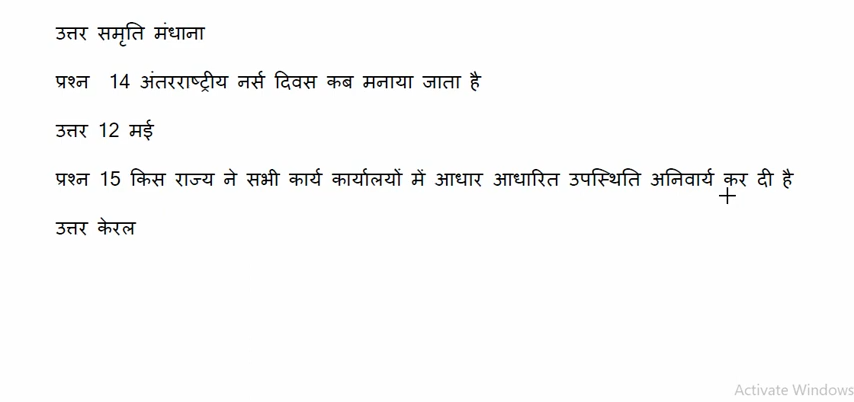 उत्तर समृति मंधाना
प्रश्न 14 अंतरराष्ट्रीय नर्स दिवस कब मनाया जाता है
उत्तर 12 मई
प्रश्न 15 किस राज्य ने सभी कार्य कार्यालयों में आधार आधारित उपस्थिति अनिवार्य कर दी है
उत्तर केरल
Activate Windows